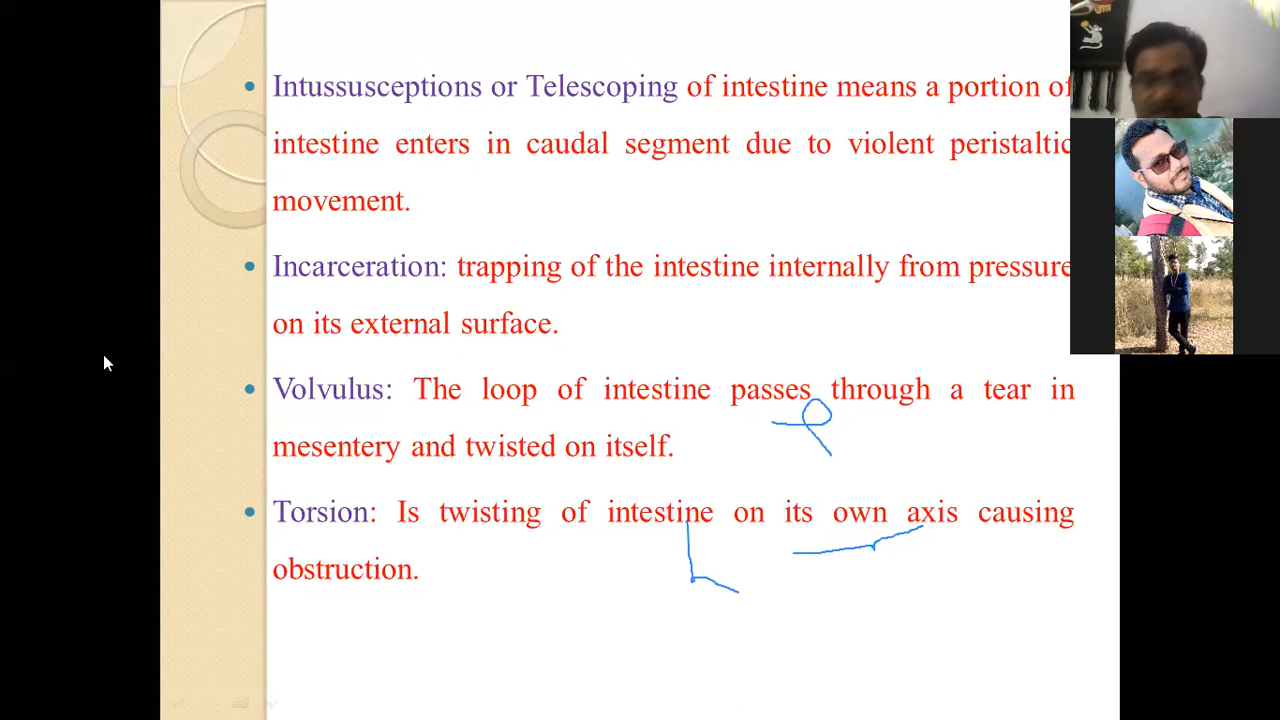 Intussusceptions or Telescoping of intestine means a portion of
intestine enters in caudal segment due to violent peristaltic
movement.
Incarceration: trapping of the intestine internally from pressure
on its external surface.
Volvulus: The loop of intestine passes through a tear in
mesentery and twisted on itself.
Torsion: Is twisting of intestine on its own axis causing
obstruction.